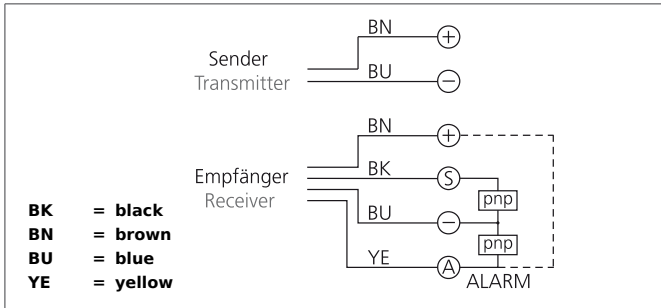 BN
+
Sender
Transmitter
BU
−
BN
+
Empfänger
Receiver
BK
S
pnp
BU
−
pnp
YE
A
ALARM
BK = black
BN = brown
BU = blue
YE = yellow